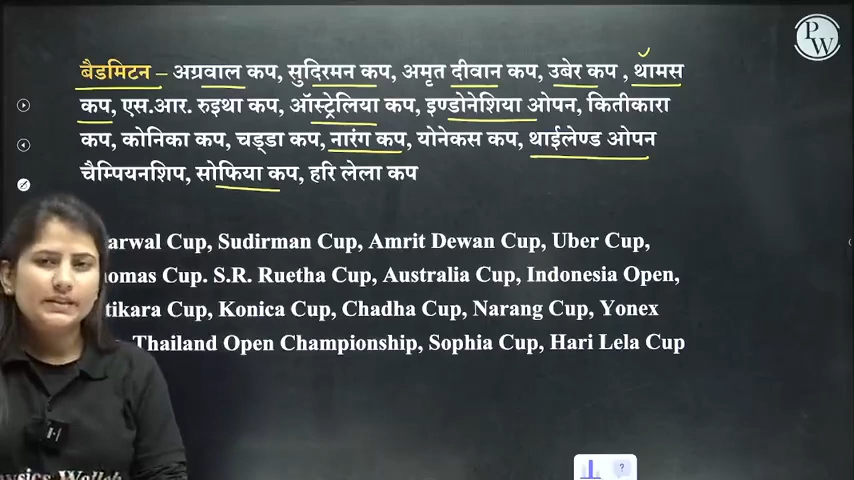 बैडमिंटन – अग्रवाल कप, सुदिरमन कप, अमृत दीवान कप, उबेर कप , थॉमस
कप, एस.आर. रुइथा कप, ऑस्ट्रेलिया कप, इण्डोनेशिया ओपन, कितीकारा
कप, कोनिका कप, चड्डा कप, नारंग कप, योनेकस कप, थाईलेण्ड ओपन
चैम्पियनशिप, सोफिया कप, हरि लेला कप
arwal Cup, Sudirman Cup, Amrit Dewan Cup, Uber Cup,
omas Cup. S.R. Ruetha Cup, Australia Cup, Indonesia Open,
tikara Cup, Konica Cup, Chadha Cup, Narang Cup, Yonex
Thailand Open Championship, Sophia Cup, Hari Lela Cup
PW